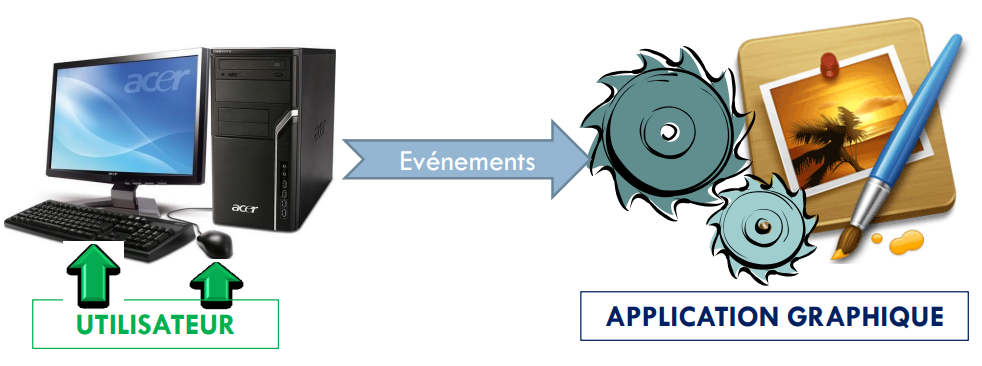 acer
acer
Evénements
UTILISATEUR
APPLICATION GRAPHIQUE